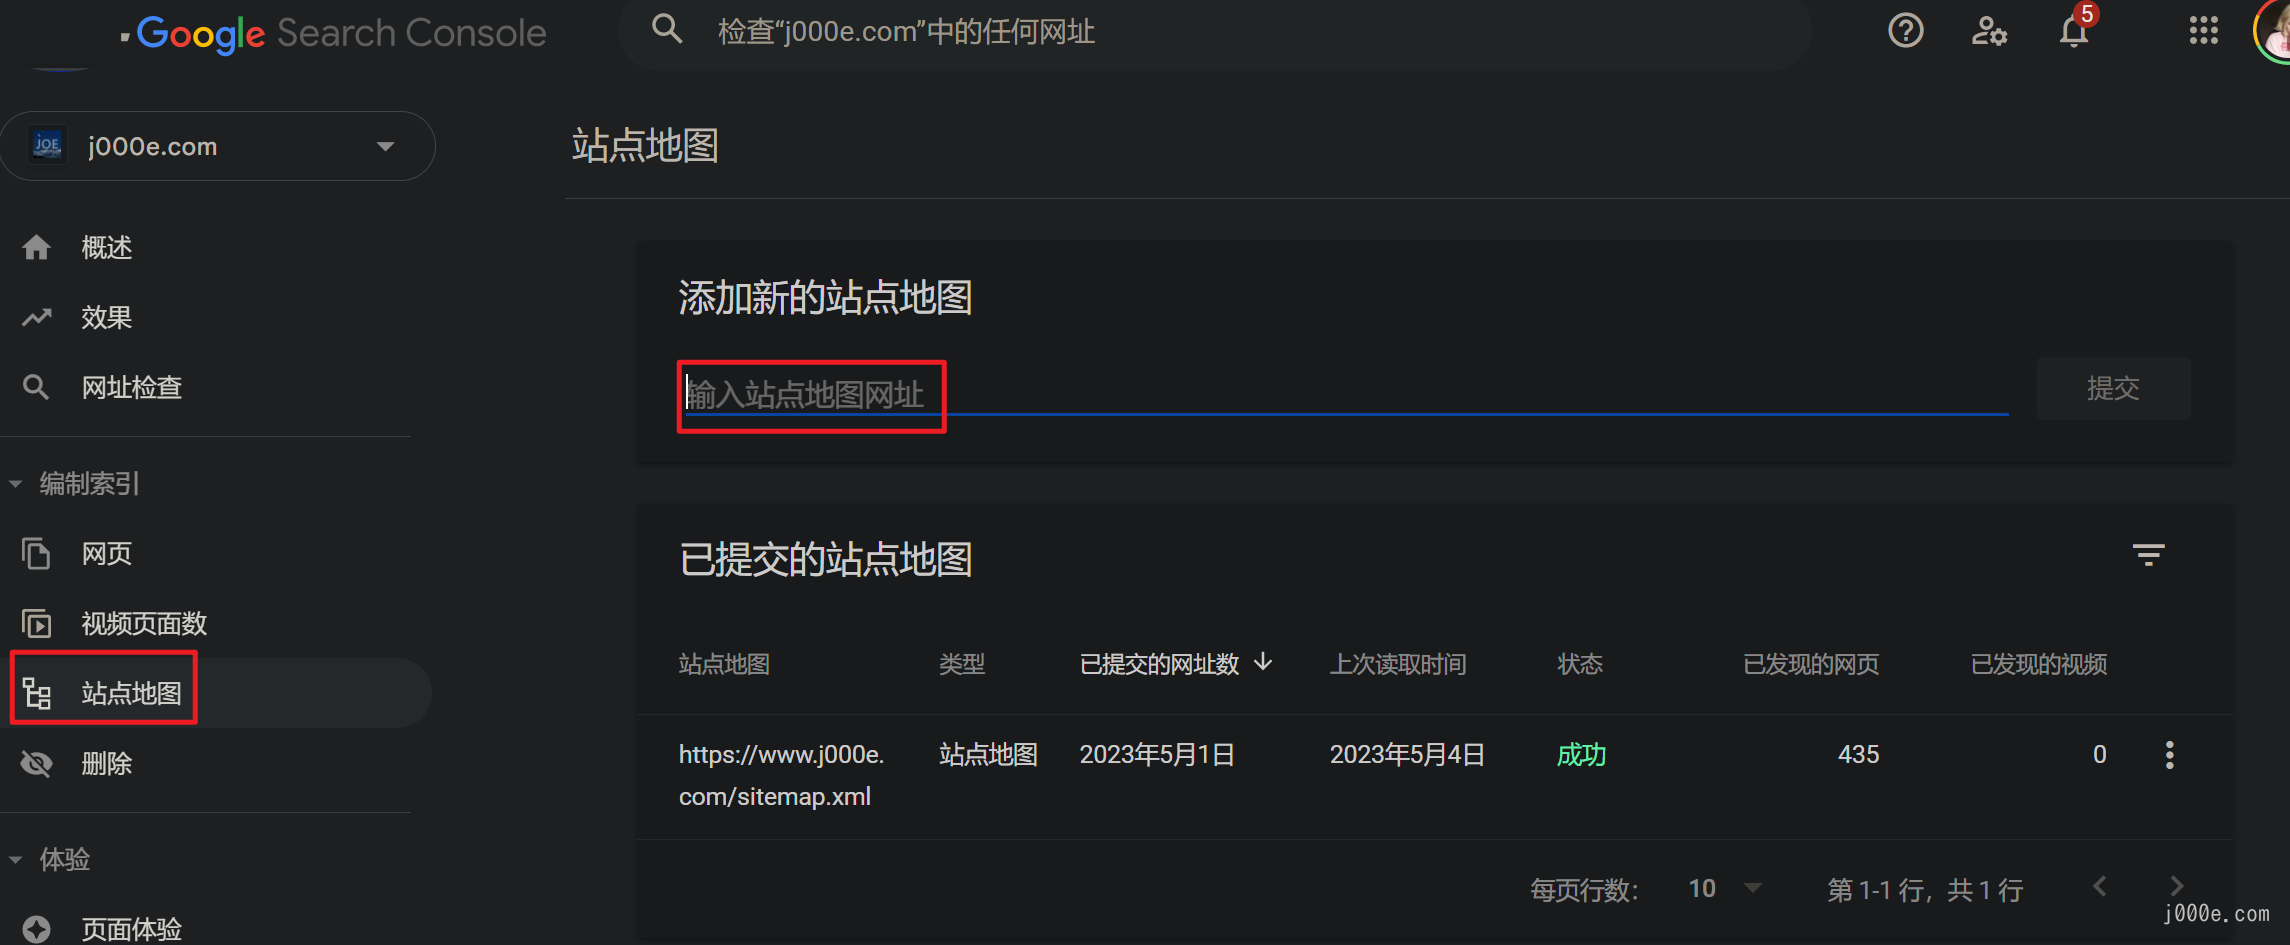 Google Search Console
检查“j000e.com”中的任何网址
5
JOE
j000e.com
站点地图
概述
效果
网址检查
编制索引
网页
视频页面数
站点地图
删除
体验
页面体验
添加新的站点地图
输入站点地图网址
提交
已提交的站点地图
站点地图 类型 已提交的网址数 上次读取时间 状态 已发现的网页 已发现的视频
https://www.j000e. 站点地图 2023年5月1日 2023年5月4日 成功 435 0
com/sitemap.xml
每页行数： 10 第 1-1 行，共 1 行
j000e.com